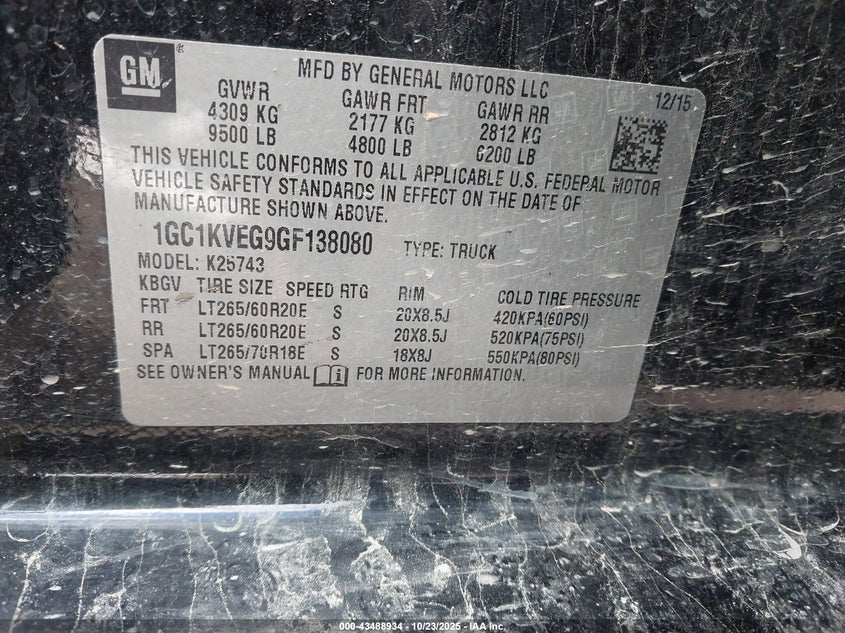 GM
MFD BY GENERAL MOTORS LLC
GVWR GAWR FRT GAWR RR 12/15
4309 KG 2177 KG 2812 KG
9500 LB 4800 LB 6200 LB
THIS VEHICLE CONFORMS TO ALL APPLICABLE U.S. FEDERAL MOTOR
VEHICLE SAFETY STANDARDS IN EFFECT ON THE DATE OF
MANUFACTURE SHOWN ABOVE.
1GC1KVEG9GF138080 TYPE: TRUCK
MODEL: K25743
KBGV TIRE SIZE SPEED RTG RIM COLD TIRE PRESSURE
FRT LT265/60R20E S 20X8.5J 420KPA(60PSI)
RR LT265/60R20E S 20X8.5J 520KPA(75PSI)
SPA LT265/70R18E S 18X8J 550KPA(80PSI)
SEE OWNER'S MANUAL FOR MORE INFORMATION.
000-43488934 - 10/23/2025 - IAA Inc.